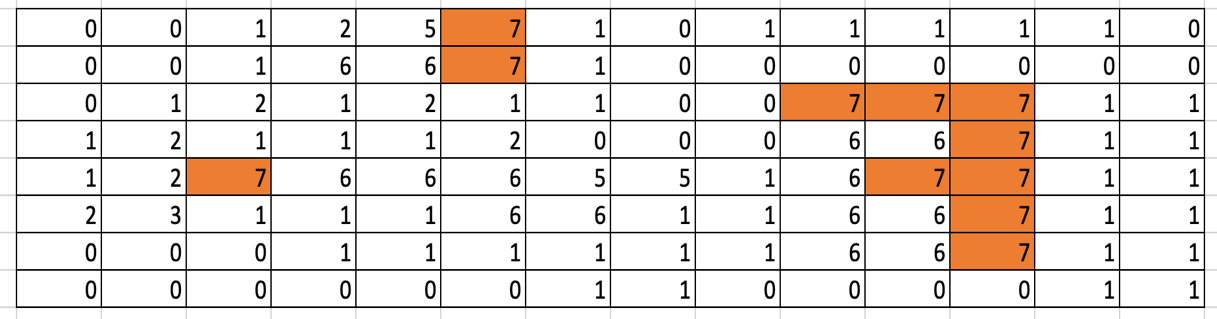 0 0 1 2 5 7 1 0 1 1 1 1 1 0
0 0 1 6 6 7 1 0 0 0 0 0 0 0
0 1 2 1 2 1 1 0 0 7 7 7 1 1
1 2 1 1 1 2 0 0 0 6 6 7 1 1
1 2 7 6 6 6 5 5 1 6 7 7 1 1
2 3 1 1 1 6 6 1 1 6 6 7 1 1
0 0 0 1 1 1 1 1 1 6 6 7 1 1
0 0 0 0 0 0 1 1 0 0 0 0 1 1